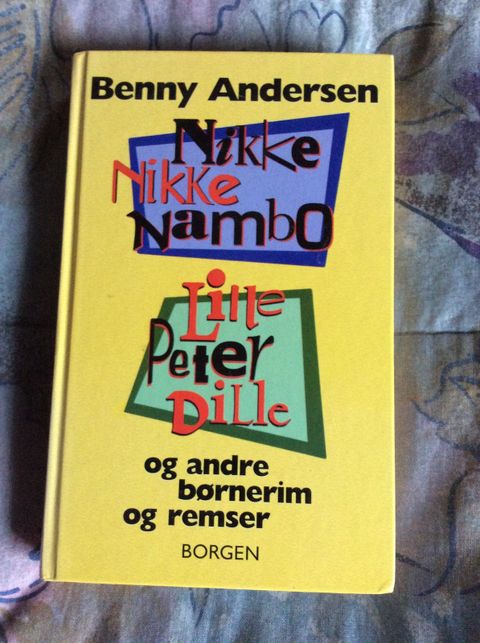 Benny Andersen
Nikke
Nikke
Nambo
Lille
Peter
Dille
og andre
børnerim
og remser
BORGEN